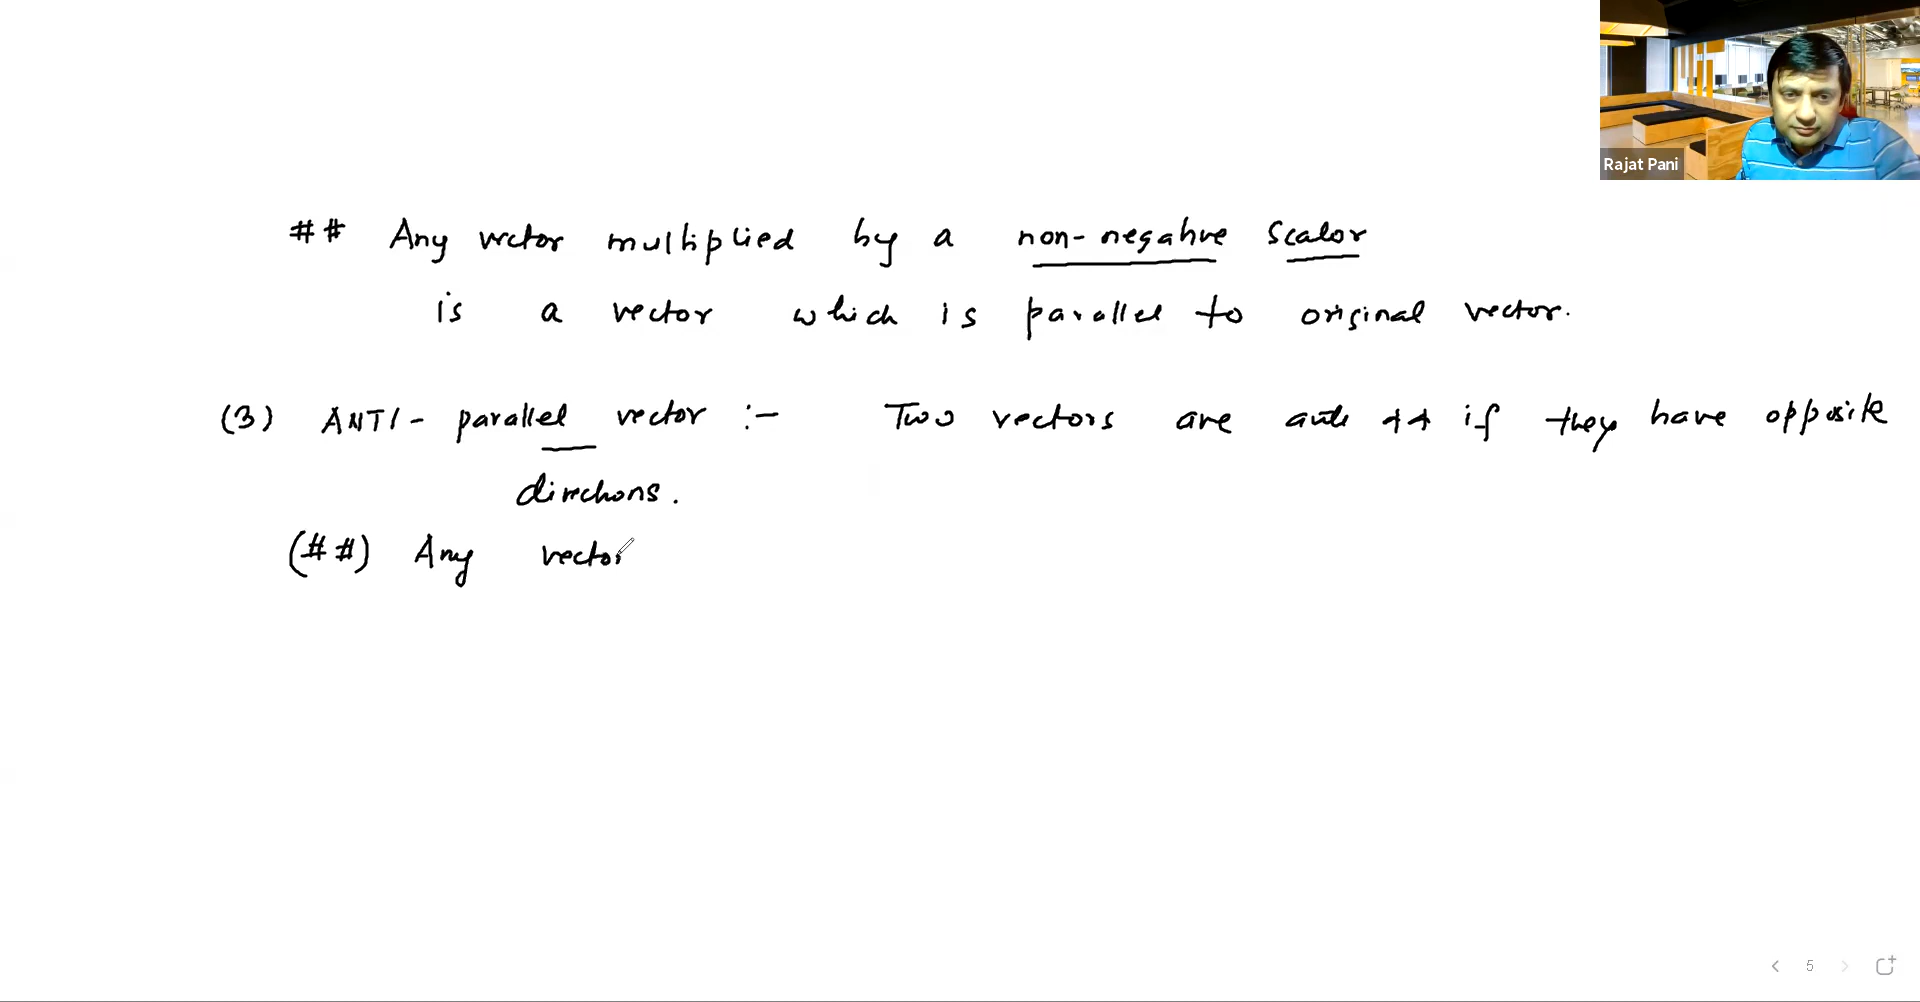 Rajat Pani
## Any vector multiplied by a non-negative scalar
is a vector which is parallel to original vector.
(3) ANTI-parallel vector :- Two vectors are anti if they have opposite
directions.
(##) Any vector
5